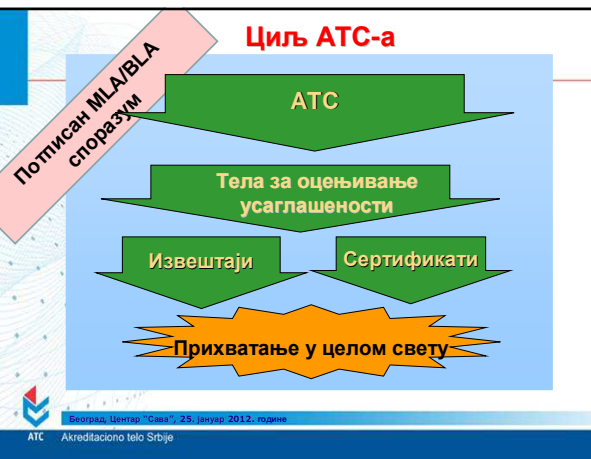 Циљ АТС-а
Потписан MLA/BLA
споразум
АТС
Тела за оцењивање
усаглашености
Извештаји
Сертификати
Прихватање у целом свету
Београд, Центар "Сава", 25. јануар 2012. године
АТС
Akreditaciono telo Srbije